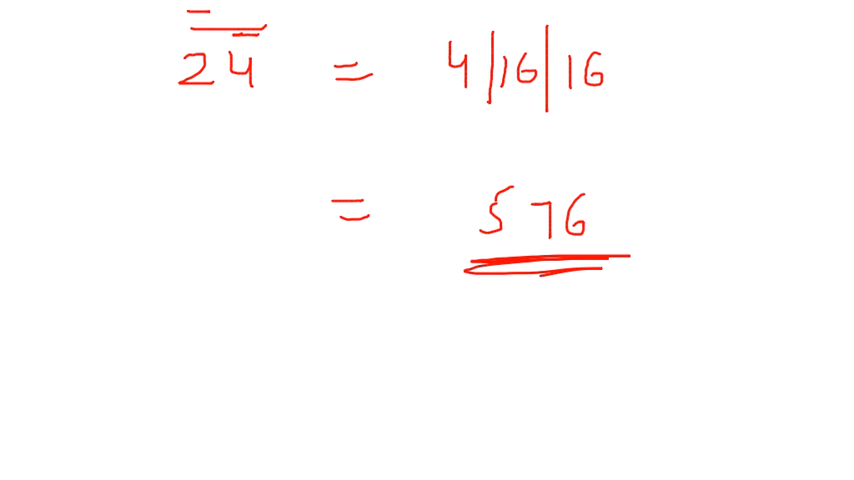 24 = 4|16|16
= 576